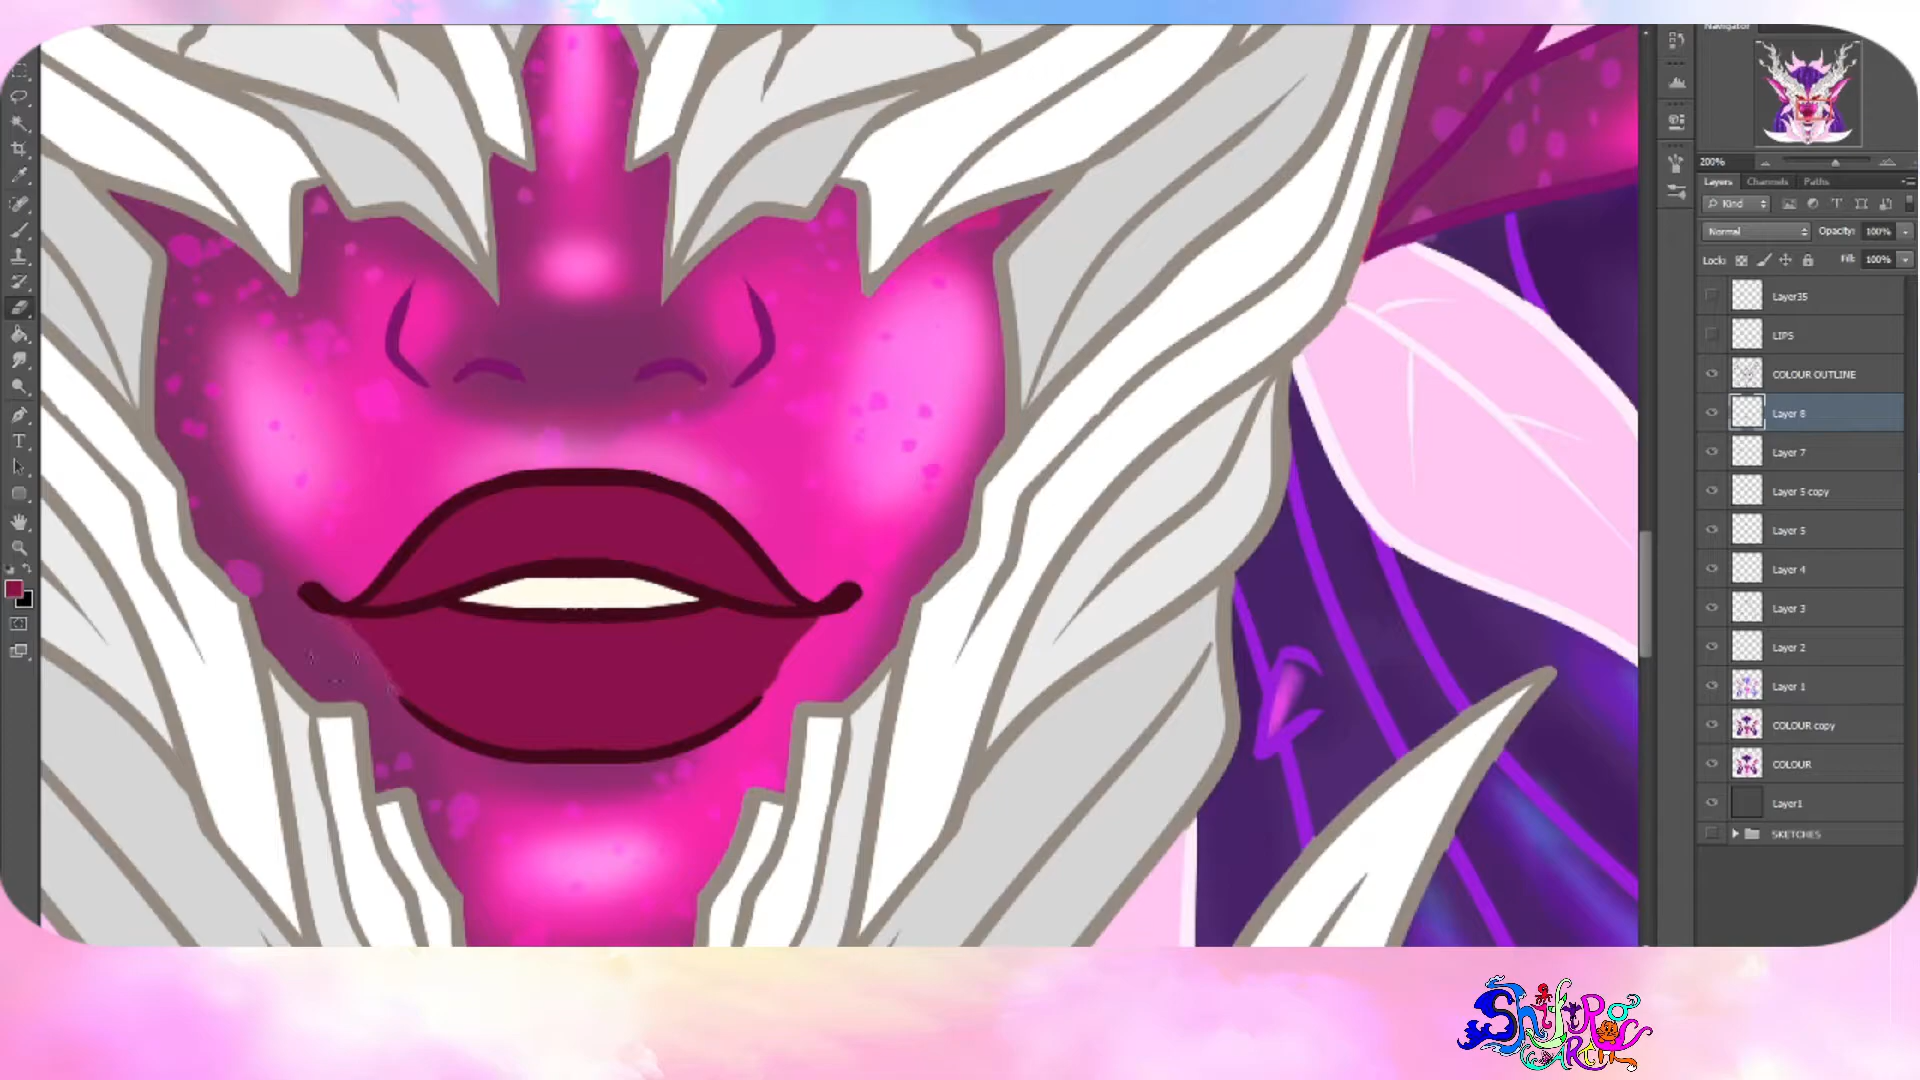 Navigator
200%
Layers Channels Paths
Kind
Normal Opacity: 100%
Lock: Fill: 100%
Layer35
LIPS
COLOUR OUTLINE
Layer 8
Layer 7
Layer 5 copy
Layer 5
Layer 4
Layer 3
Layer 2
Layer 1
COLOUR copy
COLOUR
Layer1
SKETCHES